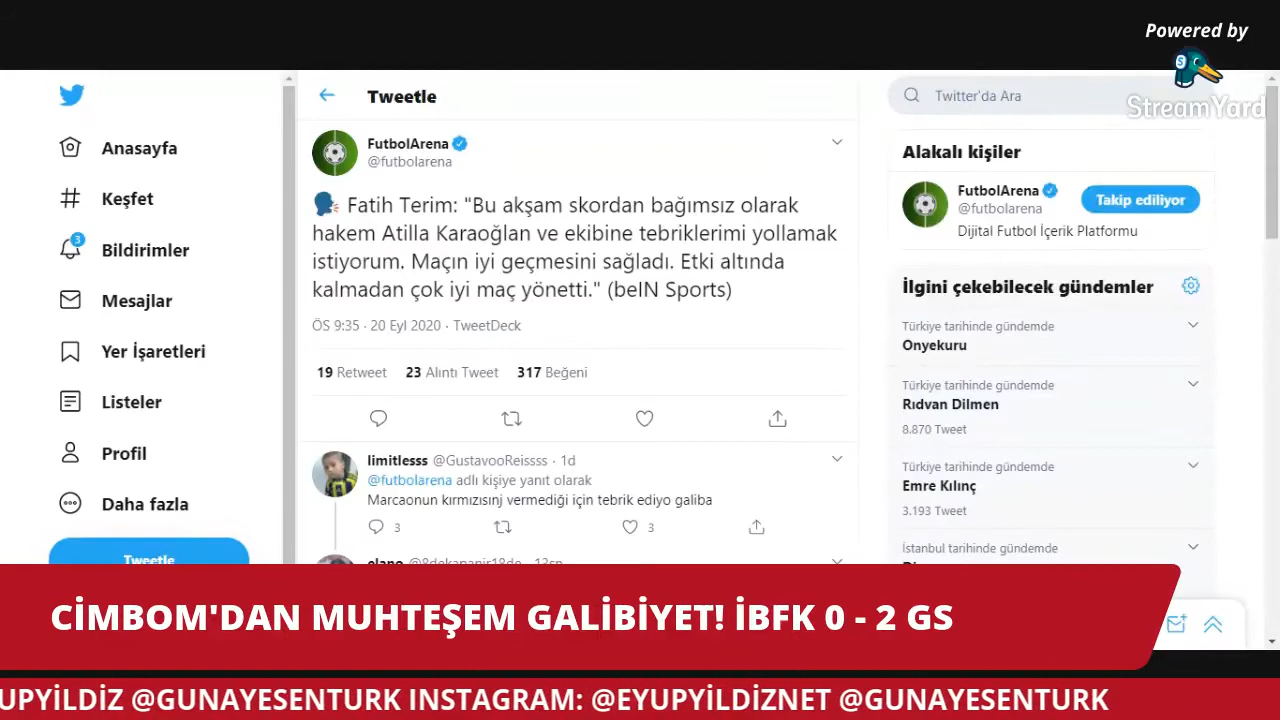 Powered by
StreamYard
Tweetle
Twitter'da Ara
Anasayfa
Keşfet
3
Bildirimler
Mesajlar
Yer İşaretleri
Listeler
Profil
Daha fazla
Tweetle
FutbolArena
@futbolarena
Fatih Terim: "Bu akşam skordan bağımsız olarak
hakem Atilla Karaoğlan ve ekibine tebriklerimi yollamak
istiyorum. Maçın iyi geçmesini sağladı. Etki altında
kalmadan çok iyi maç yönetti." (beIN Sports)
ÖS 9:35 · 20 Eyl 2020 · TweetDeck
19 Retweet 23 Alıntı Tweet 317 Beğeni
limitlesss @GustavooReissss · 1d
@futbolarena adlı kişiye yanıt olarak
Marcaonun kırmızısınj vermediği için tebrik ediyo galiba
3 3
Alakalı kişiler
FutbolArena
@futbolarena
Takip ediliyor
Dijital Futbol İçerik Platformu
İlgini çekebilecek gündemler
Türkiye tarihinde gündemde
Onyekuru
Türkiye tarihinde gündemde
Rıdvan Dilmen
8.870 Tweet
Türkiye tarihinde gündemde
Emre Kılınç
3.193 Tweet
İstanbul tarihinde gündemde
CİMBOM'DAN MUHTEŞEM GALİBİYET! İBFK 0 - 2 GS
UPYİLDİZ @GUNAYESENTURK INSTAGRAM: @EYUPYİLDİZNET @GUNAYESENTURK